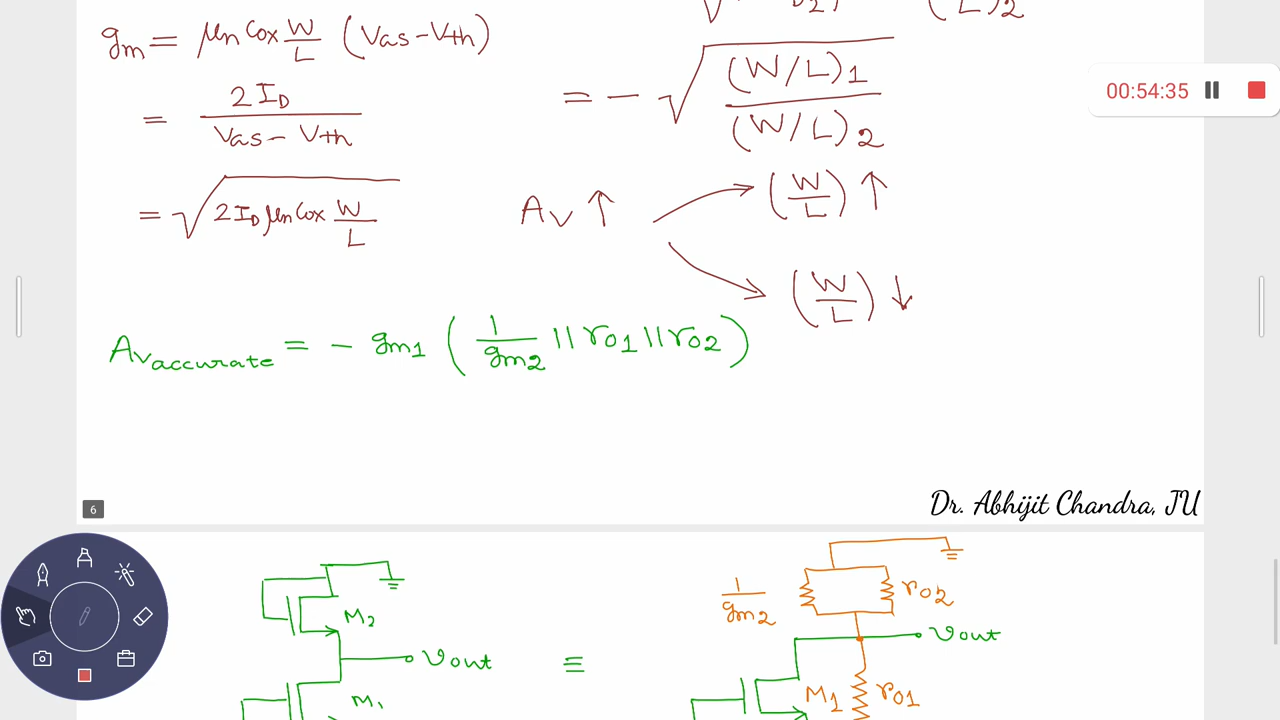 gm = μn Cox W/L (VGS - Vth)
= 2ID / VGS - Vth
= √(2ID μn Cox W/L)
= - √((W/L)1 / (W/L)2)
Av ↑
(W/L) ↑
(W/L) ↓
Av accurate = - gm1 (1/gm2 || ro1 || ro2)
00:54:35
6
Dr. Abhijit Chandra, JU
M2
Vout
M1
≡
1/gm2
ro2
Vout
M1
ro1